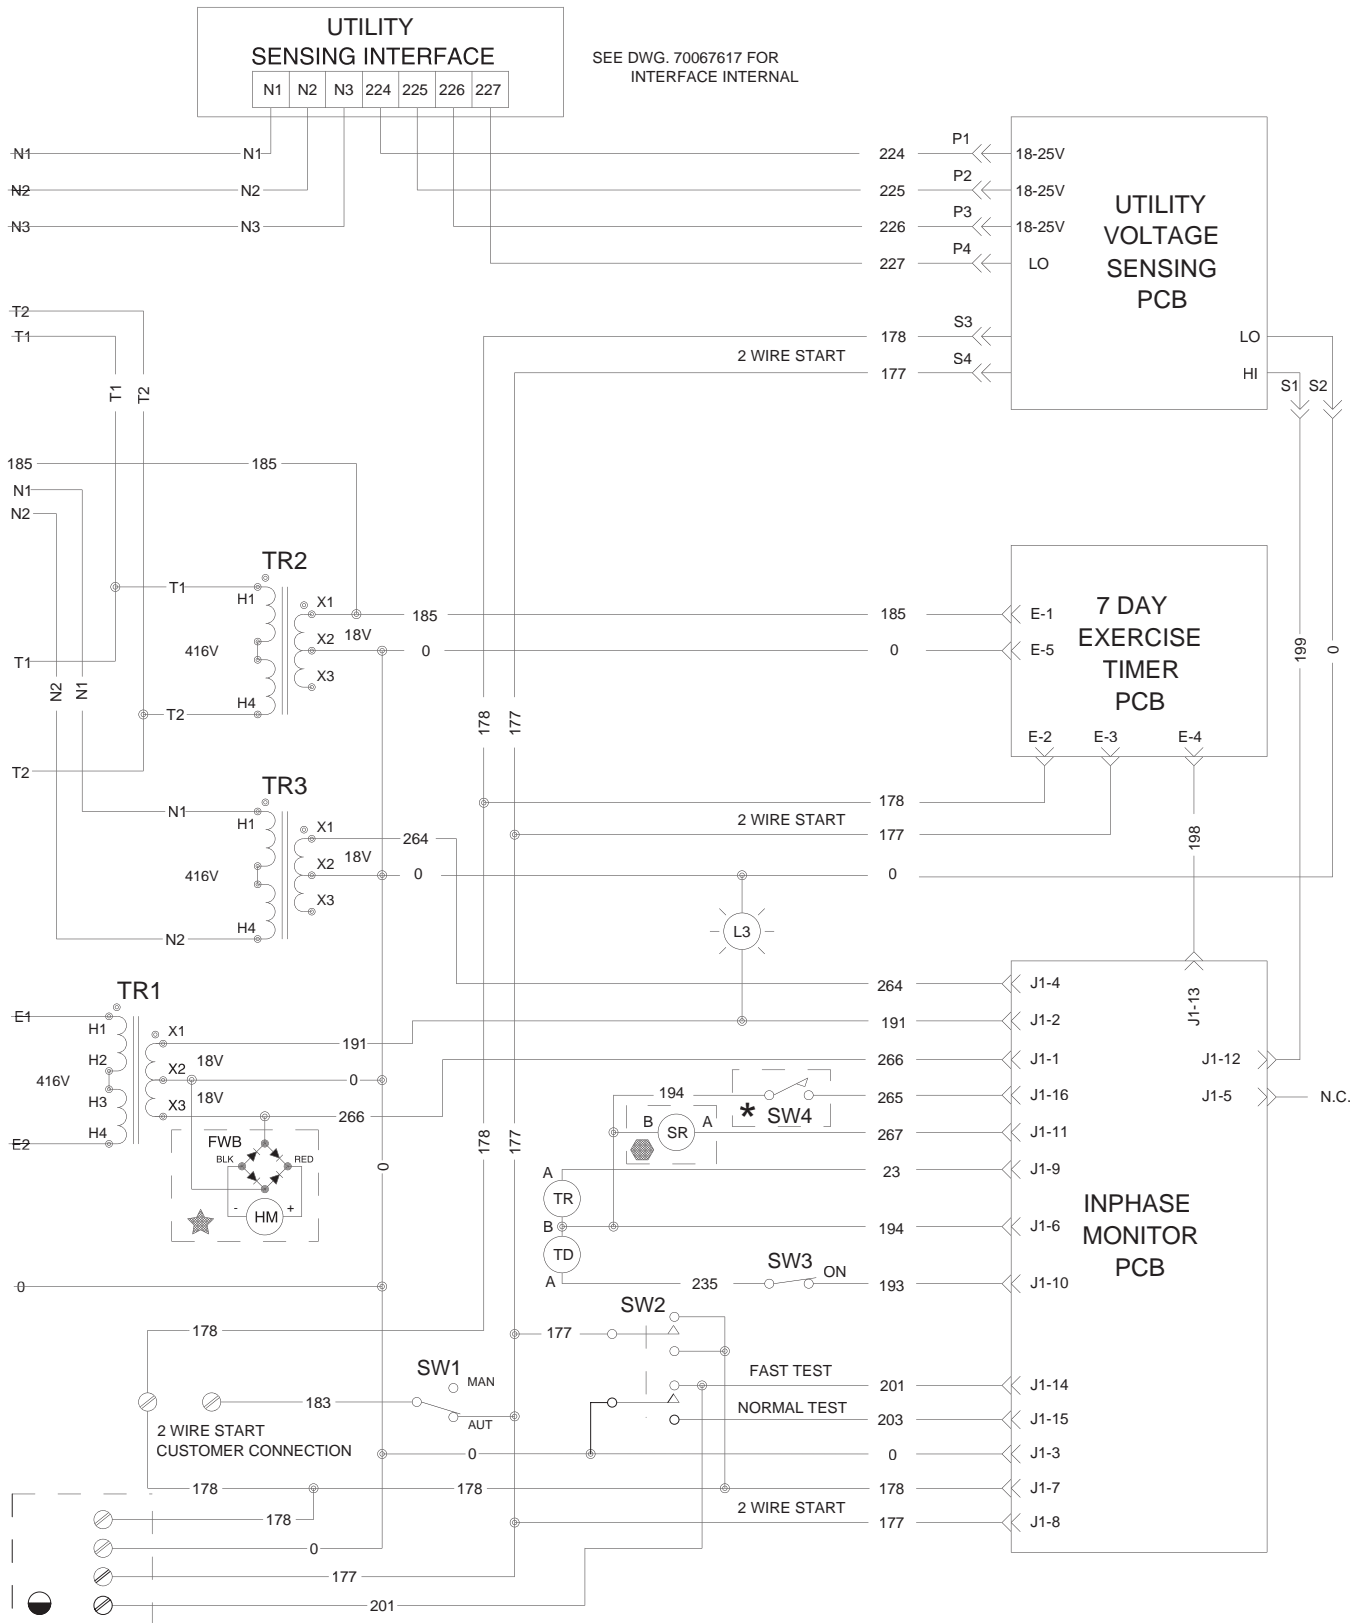 UTILITY
SENSING INTERFACE
N1 N2 N3 224 225 226 227
SEE DWG. 70067617 FOR
INTERFACE INTERNAL
N1 N1 224 P1 18-25V
N2 N2 225 P2 18-25V
N3 N3 226 P3 18-25V
227 P4 LO
UTILITY
VOLTAGE
SENSING
PCB
T2
T1
178 S3
2 WIRE START
177 S4
LO
HI
S1 S2
T1 T2
185 185
N1
N2
TR2
T1 H1 X1 185 185 E-1
416V X2 18V 0 0 E-5
X3
T2 H4
7 DAY
EXERCISE
TIMER
PCB
E-2 E-3 E-4
T1
N2 N1
T2
178 177
199 0
TR3
N1 H1 X1 264
416V X2 18V 0 0
X3
N2 H4
178
2 WIRE START
177
198
L3
TR1
E1 H1 X1 191
H2 X2 18V 0
416V
H3 X3 18V 266
H4
E2
FWB
BLK RED
- HM +
0
178 177
264 J1-4
191 J1-2
266 J1-1
194 * SW4 265 J1-16
B SR A 267 J1-11
A 23 J1-9
TR
B 194 J1-6
TD
A 235 SW3 ON 193 J1-10
J1-13
J1-12
J1-5 N.C.
INPHASE
MONITOR
PCB
0
178
SW2
177
SW1
MAN
183
AUT
FAST TEST
201 J1-14
NORMAL TEST
203 J1-15
2 WIRE START
CUSTOMER CONNECTION
0 0 J1-3
178 178 178 J1-7
2 WIRE START
177 J1-8
178
0
177
201